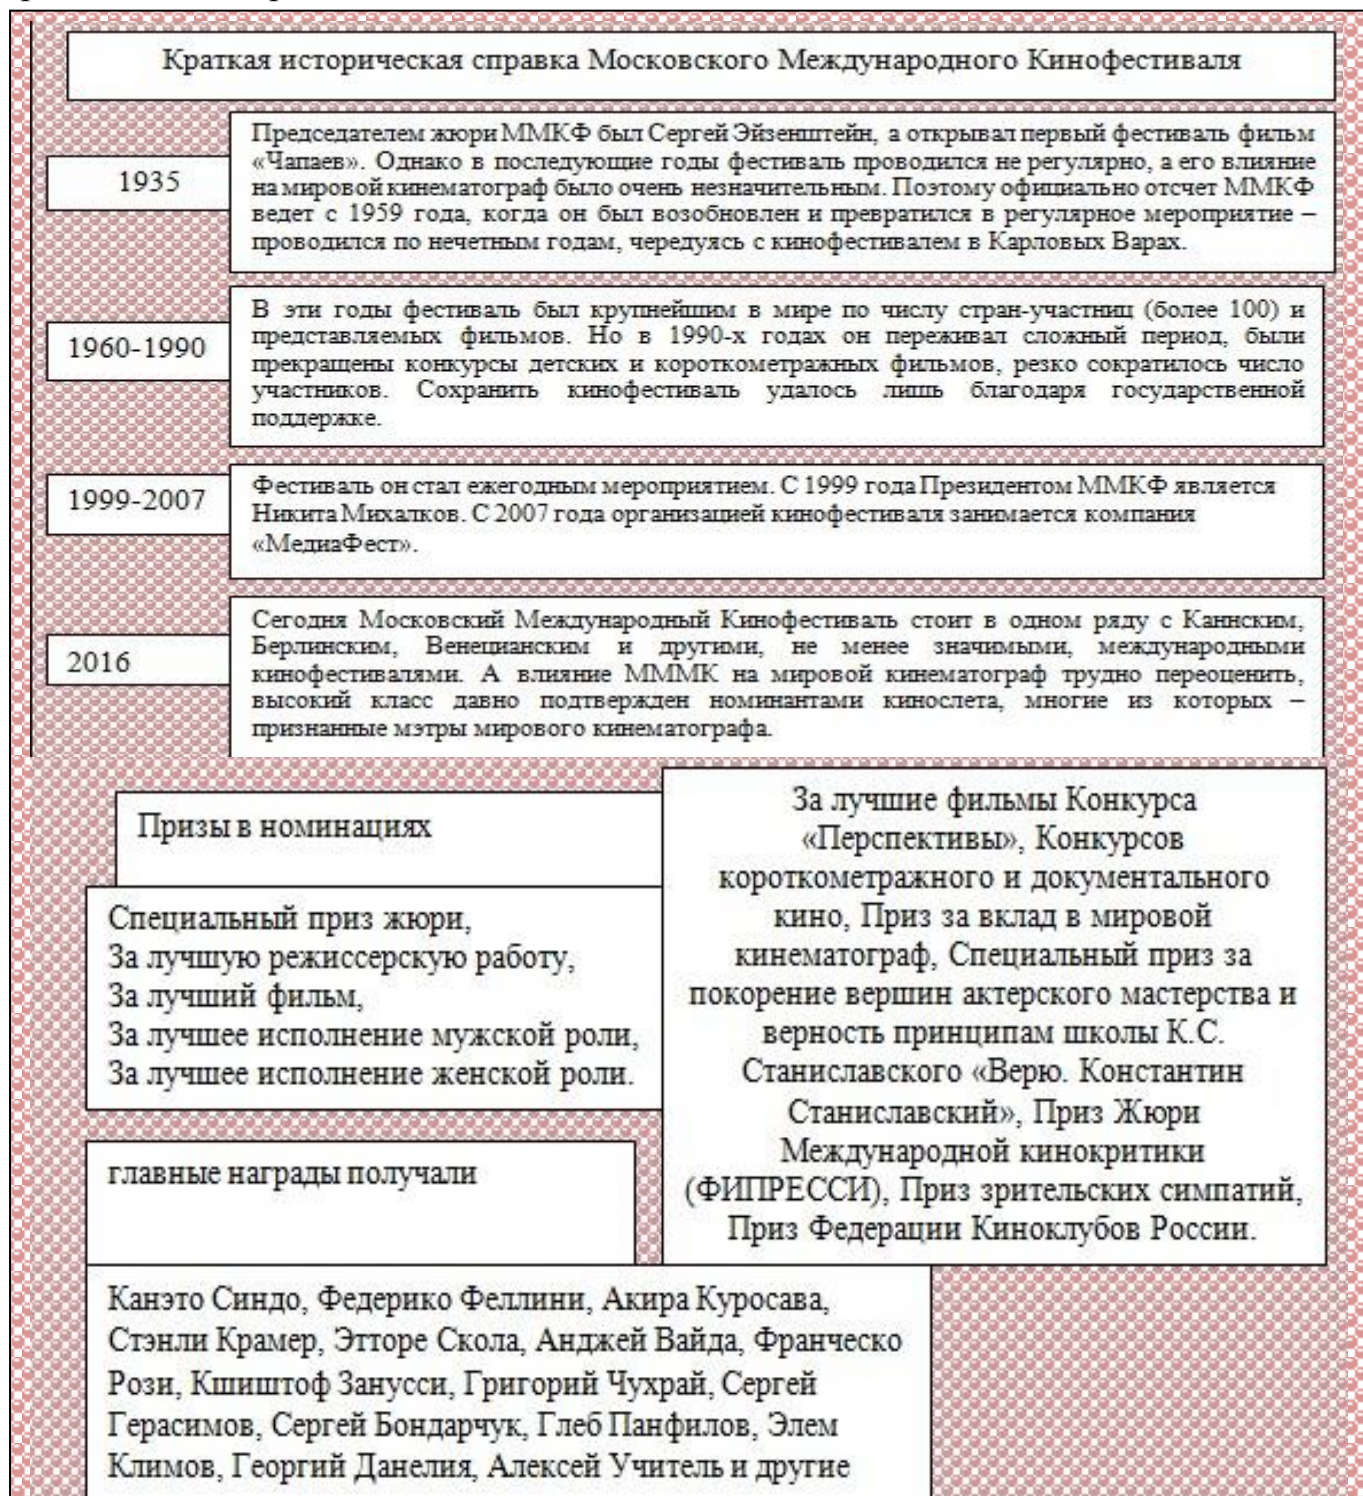 Краткая историческая справка Московского Международного Кинофестиваля
1935
Председателем жюри ММКФ был Сергей Эйзенштейн, а открывал первый фестиваль фильм
«Чапаев». Однако в последующие годы фестиваль проводился не регулярно, а его влияние
на мировой кинематограф было очень незначительным. Поэтому официально отсчет ММКФ
ведет с 1959 года, когда он был возобновлен и превратился в регулярное мероприятие –
проводился по нечетным годам, чередуясь с кинофестивалем в Карловых Варах.
1960-1990
В эти годы фестиваль был крупнейшим в мире по числу стран-участниц (более 100) и
представляемых фильмов. Но в 1990-х годах он переживал сложный период, были
прекращены конкурсы детских и короткометражных фильмов, резко сократилось число
участников. Сохранить кинофестиваль удалось лишь благодаря государственной
поддержке.
1999-2007
Фестиваль он стал ежегодным мероприятием. С 1999 года Президентом ММКФ является
Никита Михалков. С 2007 года организацией кинофестиваля занимается компания
«МедиаФест».
2016
Сегодня Московский Международный Кинофестиваль стоит в одном ряду с Каннским,
Берлинским, Венецианским и другими, не менее значимыми, международными
кинофестивалями. А влияние МММК на мировой кинематограф трудно переоценить,
высокий класс давно подтвержден номинантами кинослета, многие из которых –
признанные мэтры мирового кинематографа.
Призы в номинациях
Специальный приз жюри,
За лучшую режиссерскую работу,
За лучший фильм,
За лучшее исполнение мужской роли,
За лучшее исполнение женской роли.
За лучшие фильмы Конкурса
«Перспективы», Конкурсов
короткометражного и документального
кино, Приз за вклад в мировой
кинематограф, Специальный приз за
покорение вершин актерского мастерства и
верность принципам школы К.С.
Станиславского «Верю. Константин
Станиславский», Приз Жюри
Международной кинокритики
(ФИПРЕССИ), Приз зрительских симпатий,
Приз Федерации Киноклубов России.
главные награды получали
Канэто Синдо, Федерико Феллини, Акира Куросава,
Стэнли Крамер, Этторе Скола, Анджей Вайда, Франческо
Рози, Кшиштоф Занусси, Григорий Чухрай, Сергей
Герасимов, Сергей Бондарчук, Глеб Панфилов, Элем
Климов, Георгий Данелия, Алексей Учитель и другие